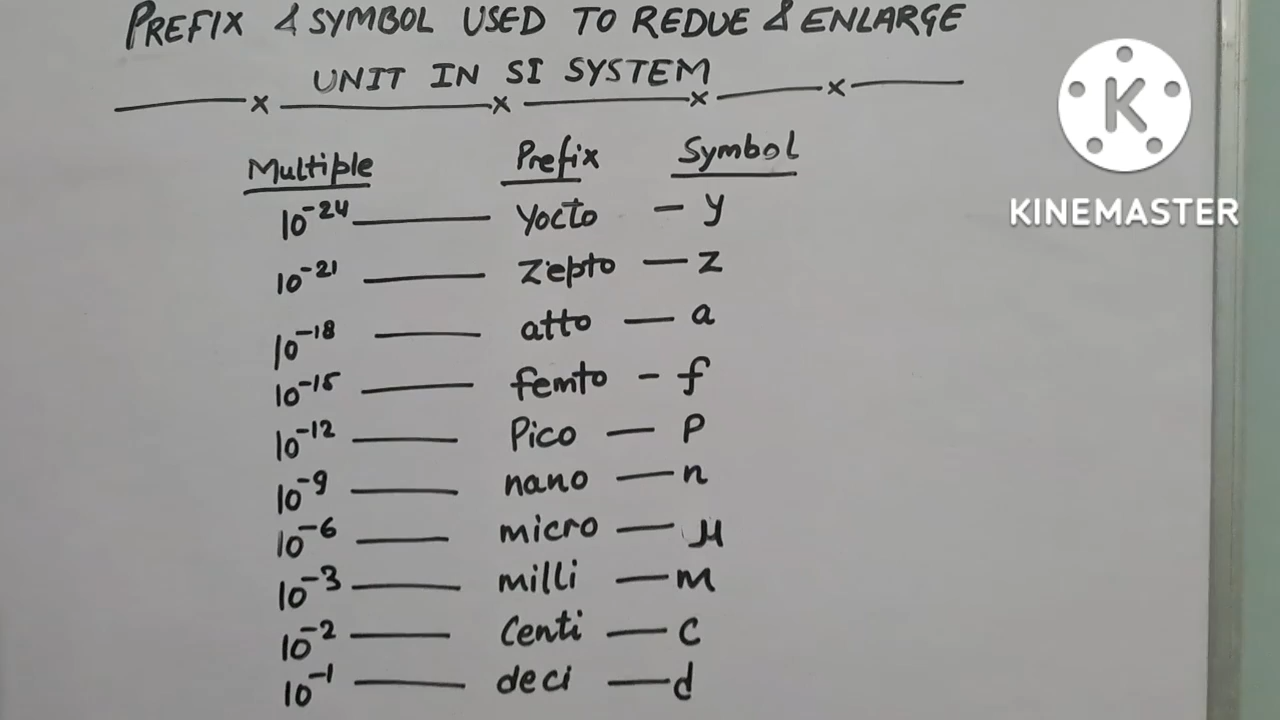 PREFIX & SYMBOL USED TO REDUE & ENLARGE
UNIT IN SI SYSTEM
Multiple Prefix Symbol
10⁻²⁴ — Yocto — y
10⁻²¹ — Zepto — z
10⁻¹⁸ — atto — a
10⁻¹⁵ — femto — f
10⁻¹² — Pico — P
10⁻⁹ — nano — n
10⁻⁶ — micro — μ
10⁻³ — milli — m
10⁻² — Centi — C
10⁻¹ — deci — d
K
KINEMASTER